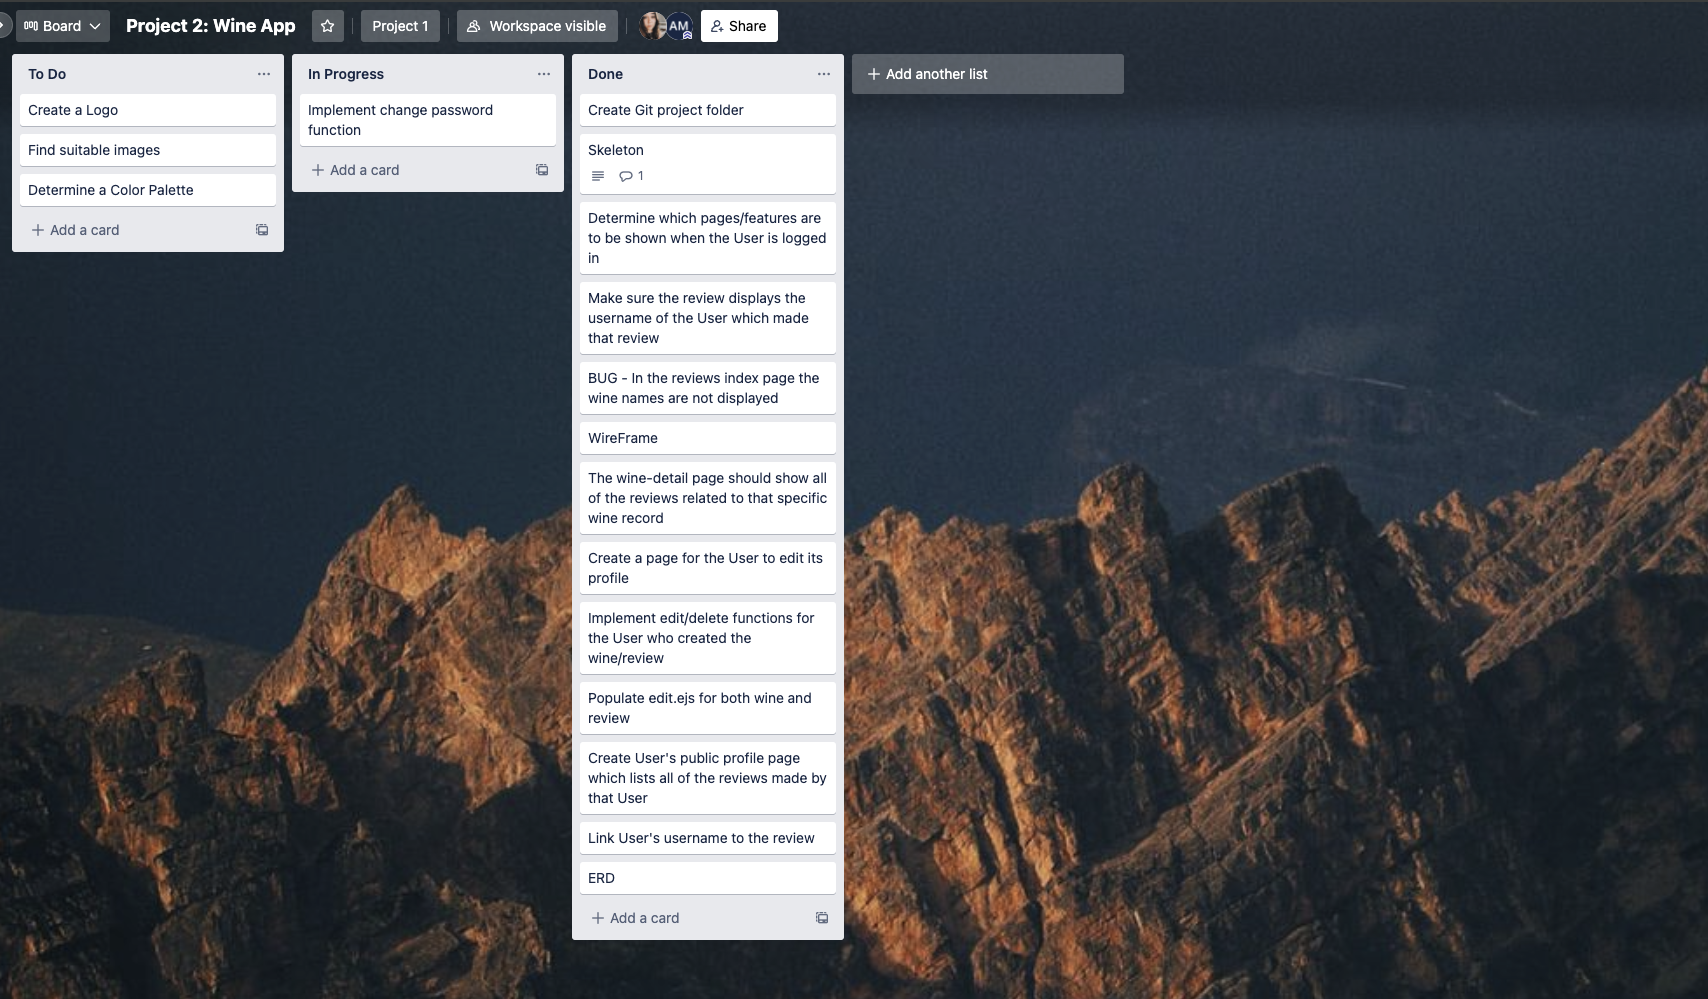 Board
Project 2: Wine App
Project 1
Workspace visible
AM
Share
To Do
Create a Logo
Find suitable images
Determine a Color Palette
Add a card
In Progress
Implement change password
function
Add a card
Done
Create Git project folder
Skeleton
1
Determine which pages/features are
to be shown when the User is logged
in
Make sure the review displays the
username of the User which made
that review
BUG - In the reviews index page the
wine names are not displayed
WireFrame
The wine-detail page should show all
of the reviews related to that specific
wine record
Create a page for the User to edit its
profile
Implement edit/delete functions for
the User who created the
wine/review
Populate edit.ejs for both wine and
review
Create User's public profile page
which lists all of the reviews made by
that User
Link User's username to the review
ERD
Add a card
Add another list